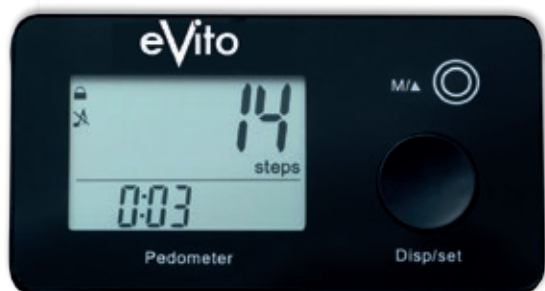 eVito
M/▲
14
steps
0:03
Pedometer
Disp/set